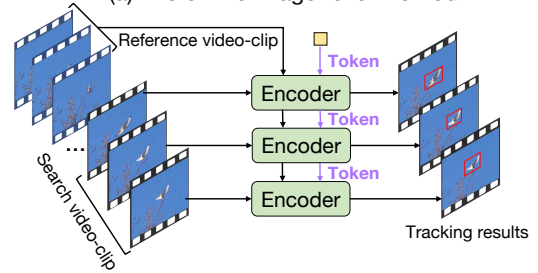 Reference video-clip
Token
Encoder
Token
Encoder
Token
Encoder
...
Search video-clip
Tracking results